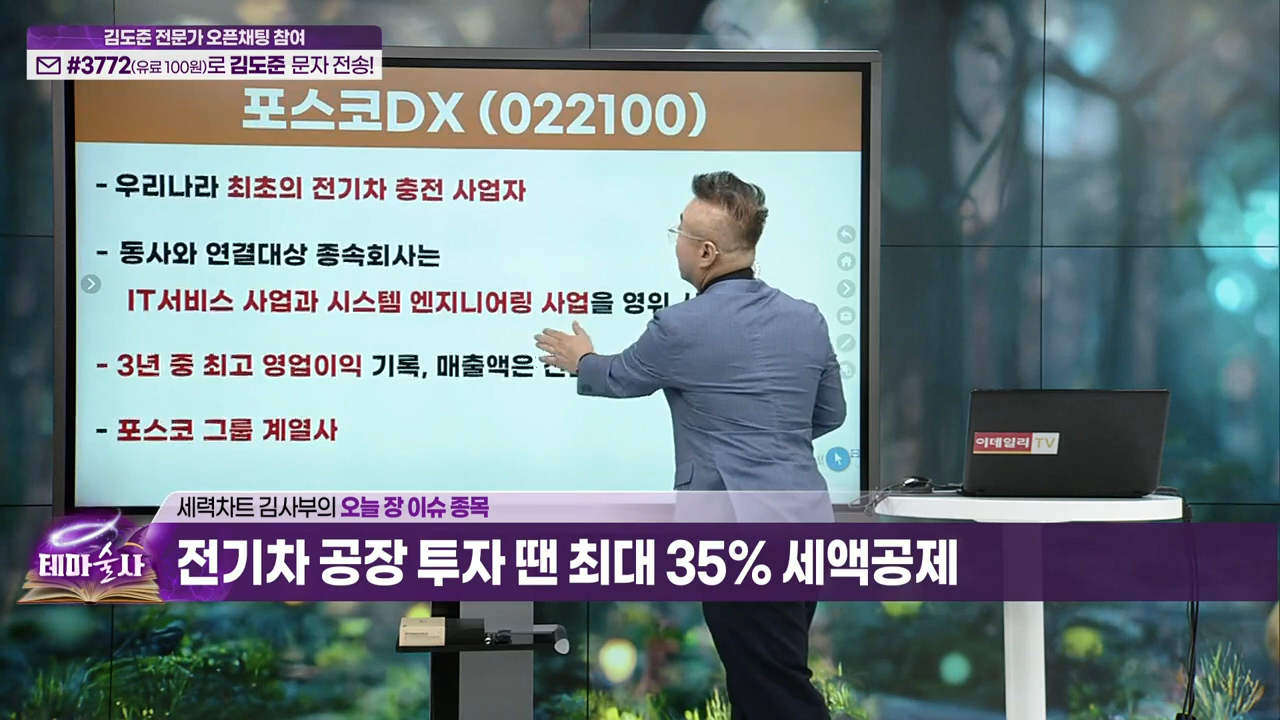 김도준 전문가 오픈채팅 참여
#3772(유료 100원)로 김도준 문자 전송!
포스코DX (022100)
- 우리나라 최초의 전기차 충전 사업자
- 동사와 연결대상 종속회사는
IT서비스 사업과 시스템 엔지니어링 사업을 영위
- 3년 중 최고 영업이익 기록, 매출액은
- 포스코 그룹 계열사
이데일리TV
세력차트 김사부의 오늘 장 이슈 종목
테마술사
전기차 공장 투자 땐 최대 35% 세액공제